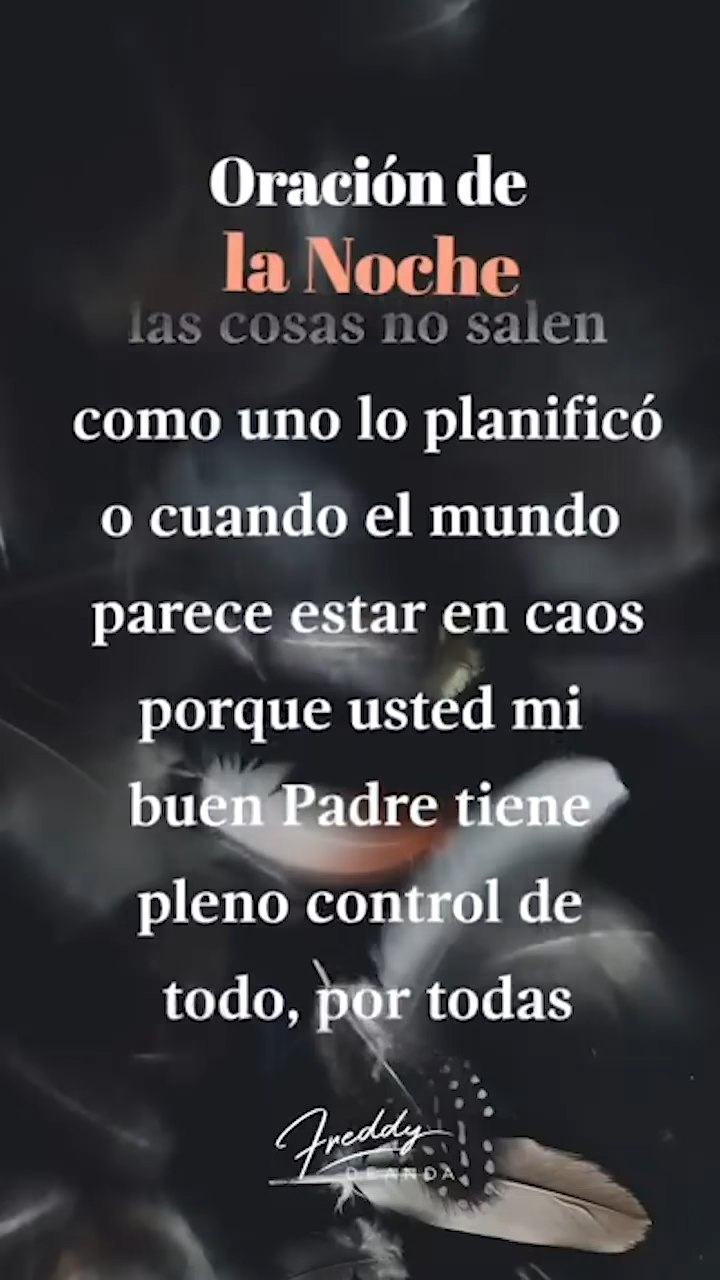 Oración de
la Noche
las cosas no salen
como uno lo planificó
o cuando el mundo
parece estar en caos
porque usted mi
buen Padre tiene
pleno control de
todo, por todas
Freddy
DEANDA